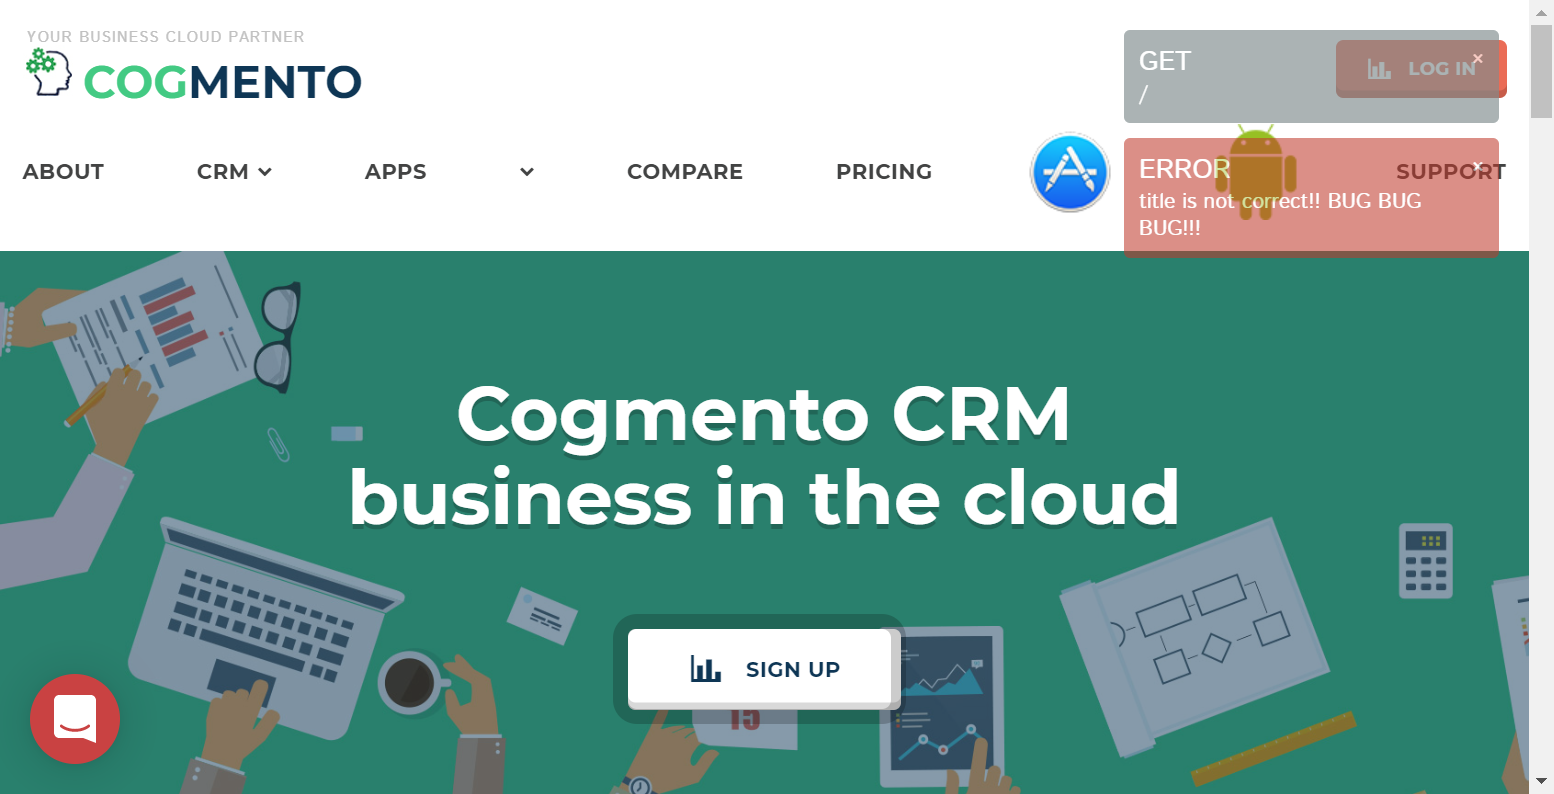 YOUR BUSINESS CLOUD PARTNER
COGMENTO
GET
/
LOG IN
×
ABOUT
CRM
APPS
COMPARE
PRICING
SUPPORT
ERROR
×
title is not correct!! BUG BUG
BUG!!!
Cogmento CRM
business in the cloud
SIGN UP
15